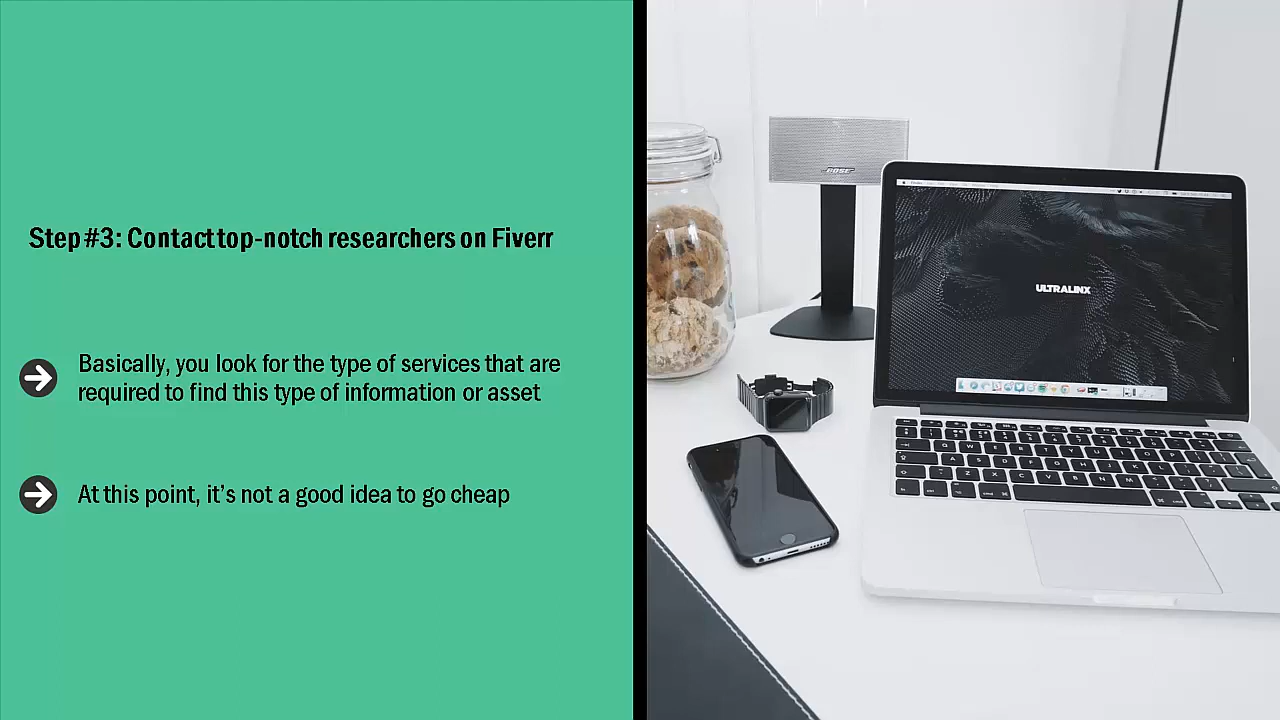 Step #3: Contact top-notch researchers on Fiverr
Basically, you look for the type of services that are
required to find this type of information or asset
At this point, it's not a good idea to go cheap
BOSE
ULTRALINX